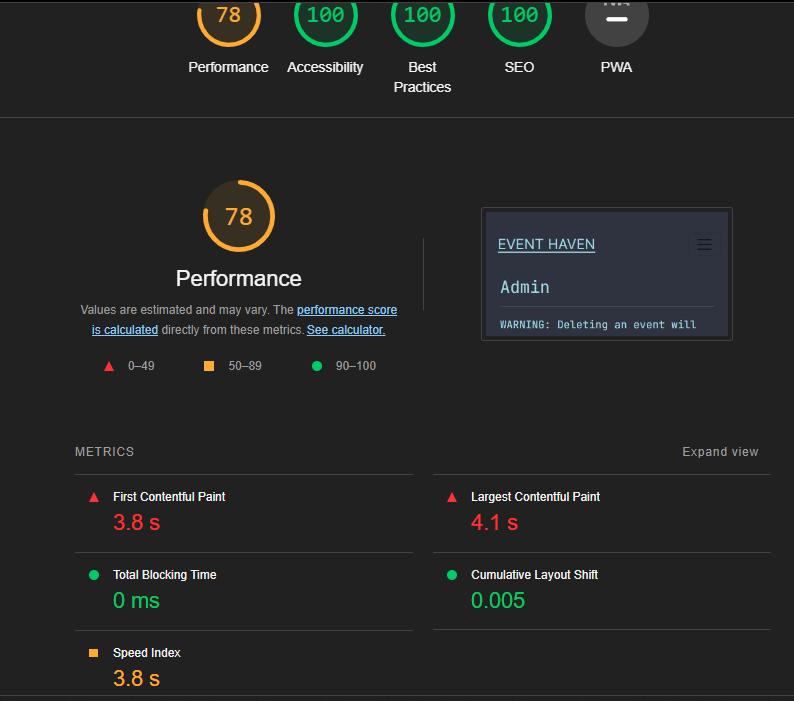 78
100
100
100
Performance
Accessibility
Best
Practices
SEO
PWA
78
Performance
Values are estimated and may vary. The performance score
is calculated directly from these metrics. See calculator.
0–49
50–89
90–100
EVENT HAVEN
Admin
WARNING: Deleting an event will
METRICS
Expand view
First Contentful Paint
3.8 s
Largest Contentful Paint
4.1 s
Total Blocking Time
0 ms
Cumulative Layout Shift
0.005
Speed Index
3.8 s